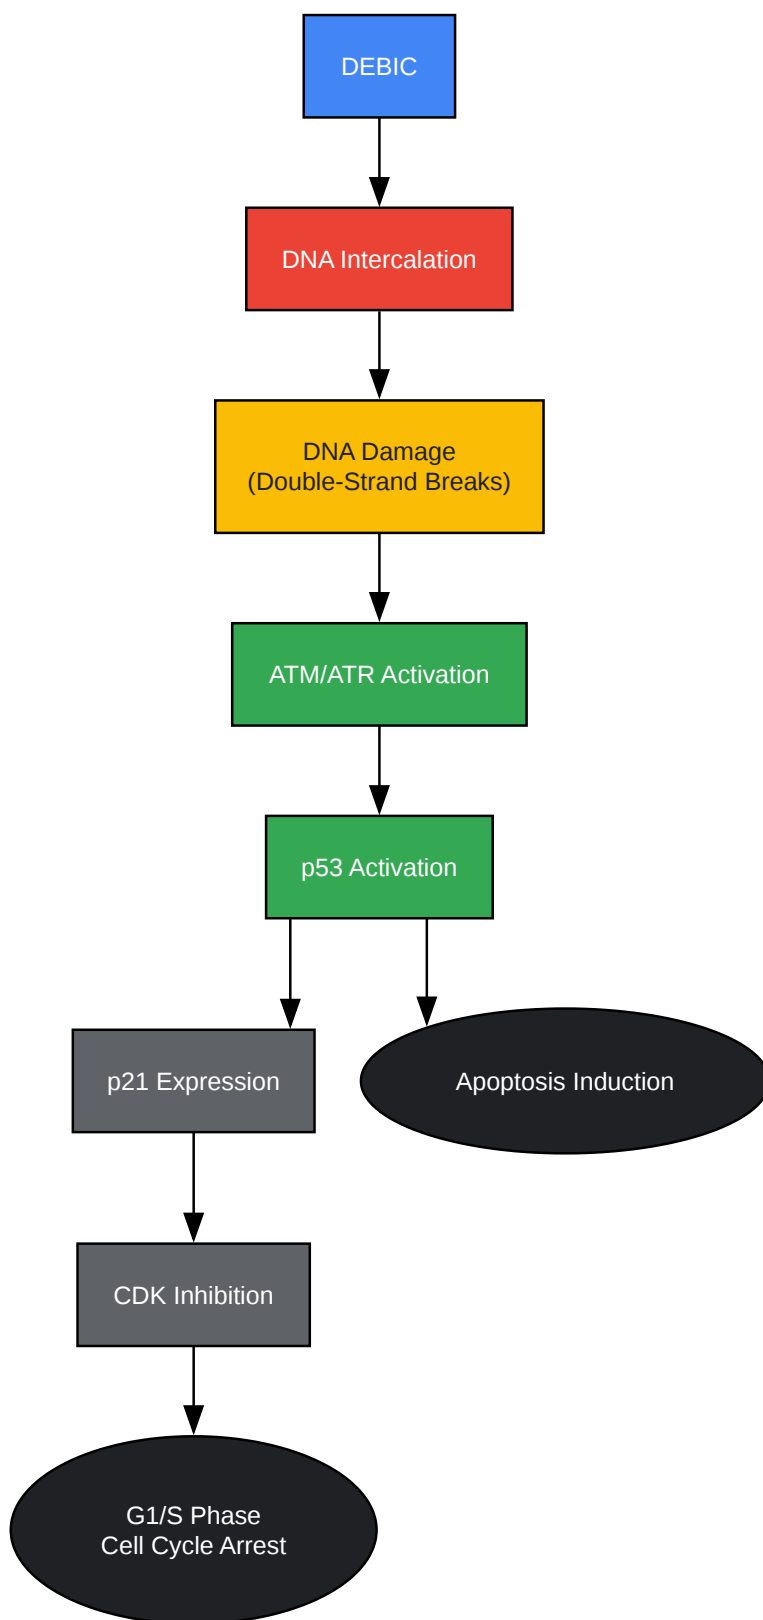 DEBIC
DNA Intercalation
DNA Damage
(Double-Strand Breaks)
ATM/ATR Activation
p53 Activation
p21 Expression
Apoptosis Induction
CDK Inhibition
G1/S Phase
Cell Cycle Arrest